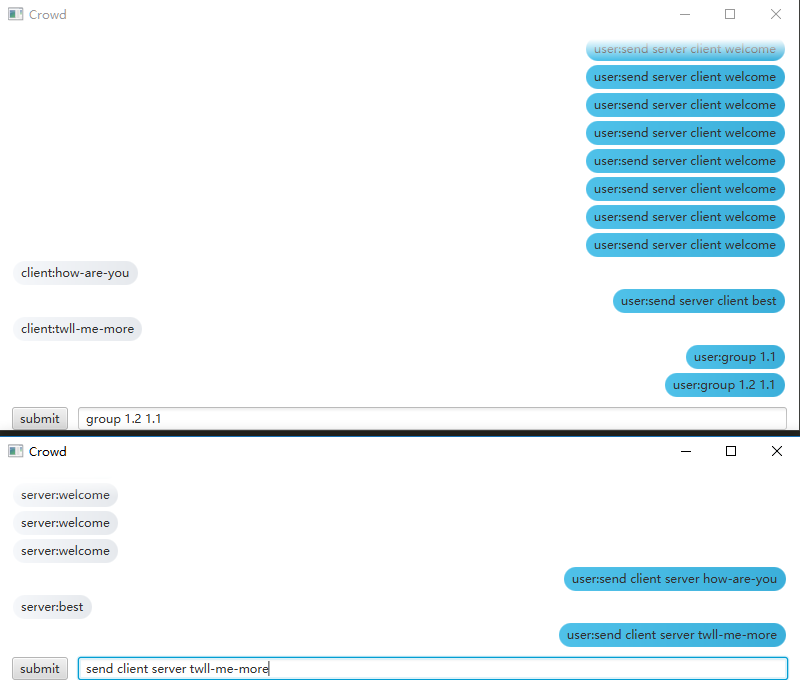 Crowd
user:send server client welcome
user:send server client welcome
user:send server client welcome
user:send server client welcome
user:send server client welcome
user:send server client welcome
user:send server client welcome
user:send server client welcome
client:how-are-you
user:send server client best
client:twll-me-more
user:group 1.1
user:group 1.2 1.1
submit group 1.2 1.1
Crowd
server:welcome
server:welcome
server:welcome
user:send client server how-are-you
server:best
user:send client server twll-me-more
submit send client server twll-me-more